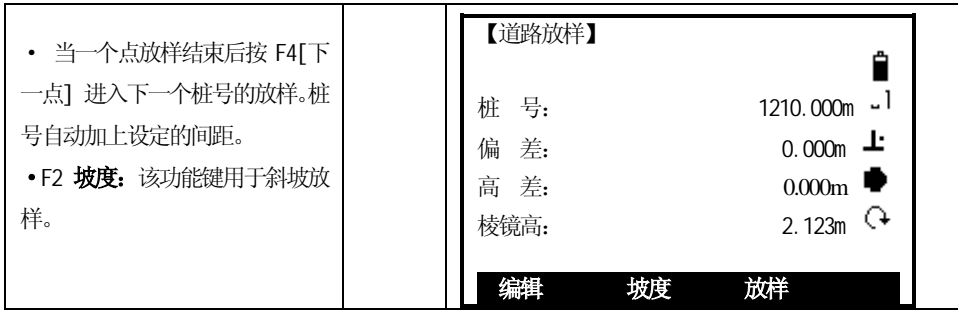 • 当一个点放样结束后按 F4[下
一点] 进入下一个桩号的放样。桩
号自动加上设定的间距。
• F2 坡度：该功能键用于斜坡放
样。
【道路放样】
桩 号： 1210.000m
偏 差： 0.000m
高 差： 0.000m
棱镜高： 2.123m
编辑 坡度 放样